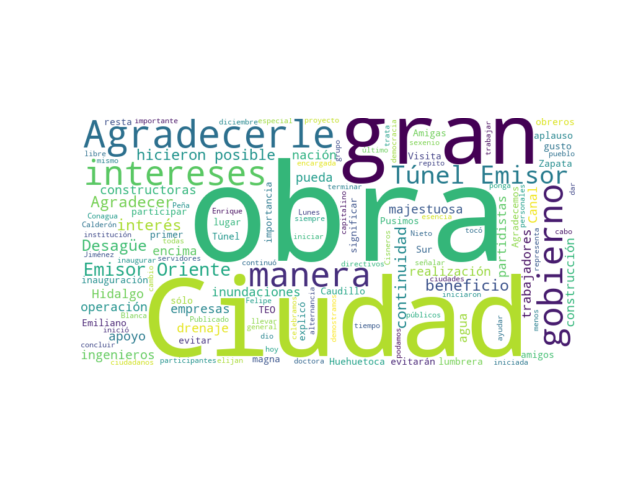 resta
importante
diciembre
especial
proyecto
Agradecerle
gran
obreros
libre
mismo
hicieron posible
nación
grupo
último
sexenio
democracia
trabajar
aplauso
Amigas
pueblo
gusto
intereses
Visita
repito
Zapata
trata
Túnel Emisor
encargada
constructoras
pueda
Nieto
dar
Agradecer
Peña
importancia
majestuosa
señalar
esencia
Canal
personales
ponga
partidistas
Agradecemos
obra
gobierno
Conagua
participar
Enrique
Lunes
capitalino
significar
Pusimos
Calderón
interés
lugar
siempre
tocó
representa
cabo
institución
primer
Túnel
iniciar
Cisneros
Sur
trabajadores
construcción
Desagüe
encima
continuidad
Jiménez
todas
inaugurar
servidores
continuó
directivos
ciudades
Emisor Oriente
manera
terminar
realización
iniciaron
inauguración
cambio
beneficio
Hidalgo
sólo
inundaciones
Caudillo
operación
empresas
Felipe
TEO
explicó
alternancia
públicos
menos
Blanca
llevar
Emiliano
inició
drenaje
Publicado
general
dio
tiempo
agua
ayudar
concluir
apoyo
evitar
hoy
podamos
Ciudad
ingenieros
magna
doctora
Huehuetoca
evitarán
lumbrera
amigos
ciudadanos
participantes
elijan
iniciada